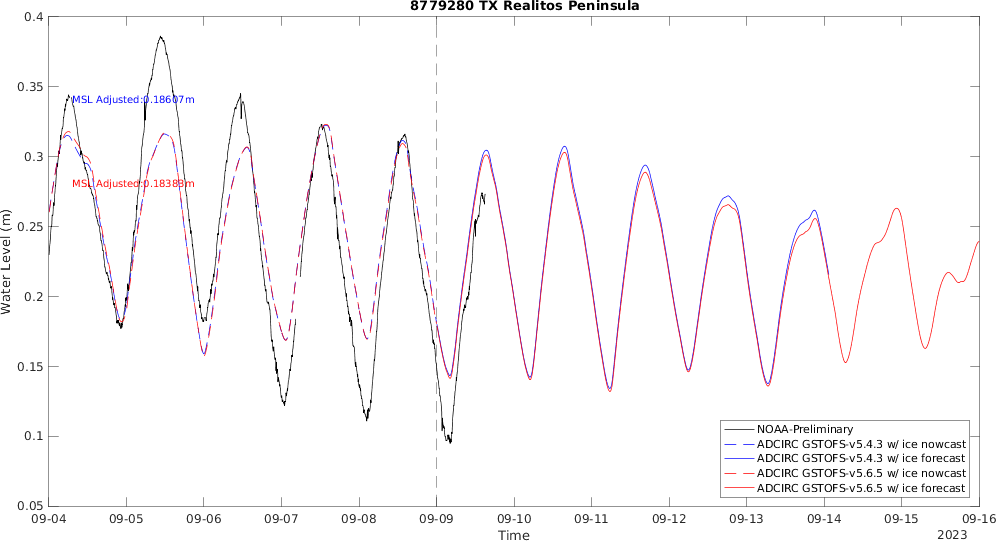 8779280 TX Realitos Peninsula
0.4
0.35
0.3
0.25
0.2
0.15
0.1
0.05
Water Level (m)
MSL Adjusted:0.18607m
MSL Adjusted:0.18383m
NOAA-Preliminary
ADCIRC GSTOFS-v5.4.3 w/ ice nowcast
ADCIRC GSTOFS-v5.4.3 w/ ice forecast
ADCIRC GSTOFS-v5.6.5 w/ ice nowcast
ADCIRC GSTOFS-v5.6.5 w/ ice forecast
09-04 09-05 09-06 09-07 09-08 09-09 09-10 09-11 09-12 09-13 09-14 09-15 09-16
Time
2023